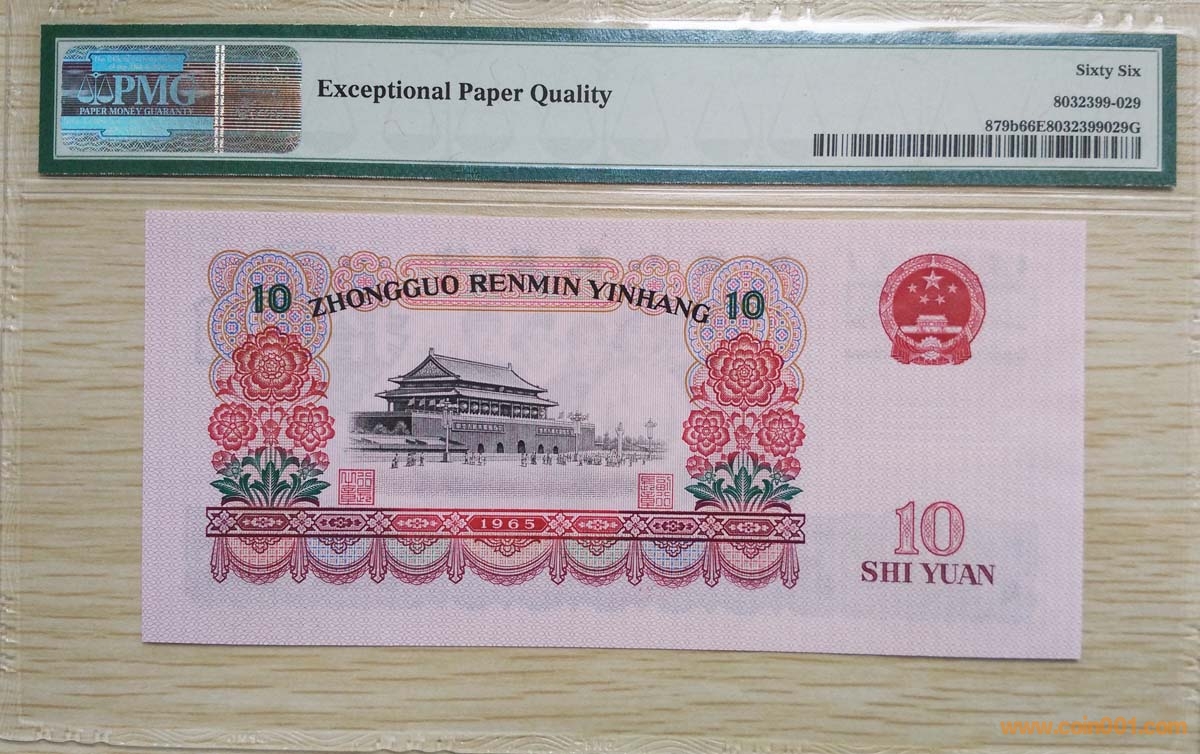 PMG
PAPER MONEY GUARANTY
Exceptional Paper Quality
Sixty Six
8032399-029
879b66E8032399029G
10 ZHONGGUO RENMIN YINHANG 10
1965
10
SHI YUAN
www.coin001.com